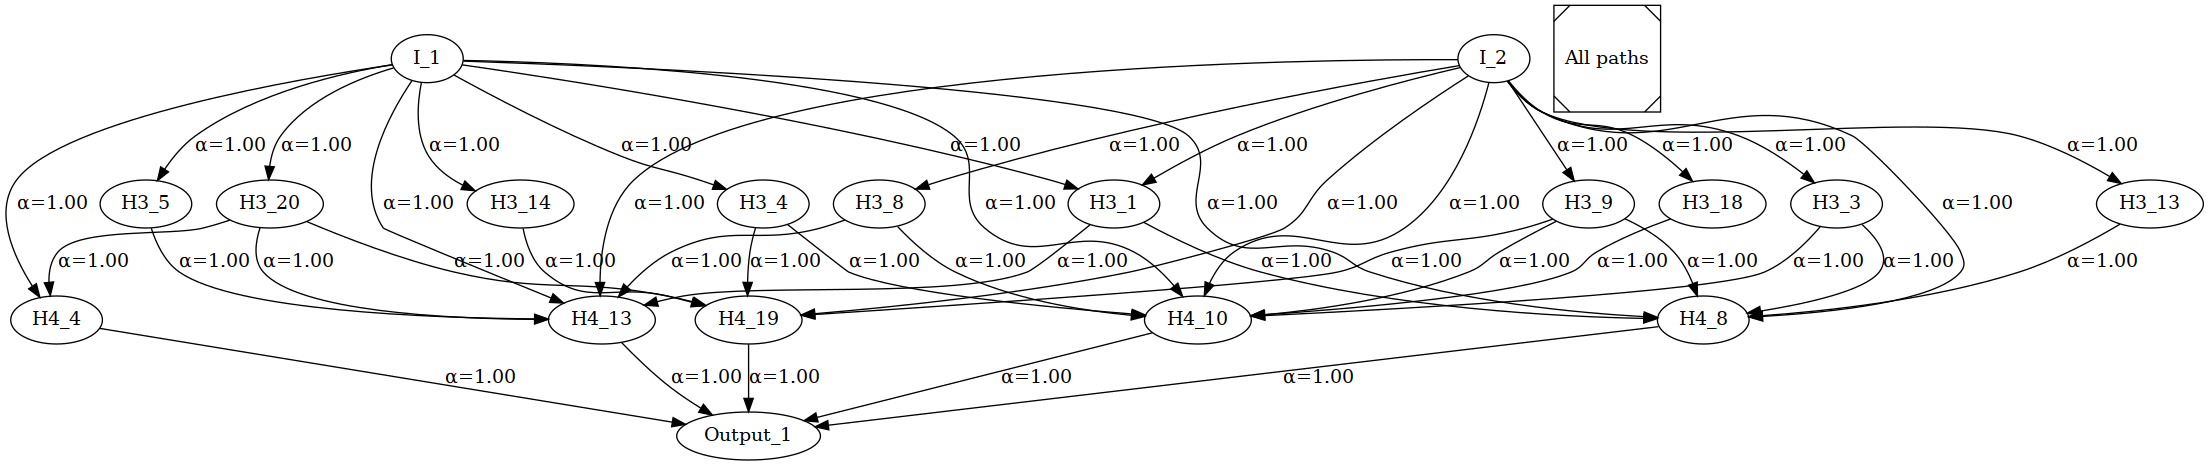 I_1
I_2
All paths
α=1.00 α=1.00 α=1.00 α=1.00 α=1.00 α=1.00 α=1.00 α=1.00 α=1.00 α=1.00 α=1.00
α=1.00 H3_5 H3_20 α=1.00 H3_14 α=1.00 H3_4 H3_8 α=1.00 H3_1 α=1.00 α=1.00 α=1.00 H3_9 H3_18 H3_3 α=1.00 H3_13
α=1.00 α=1.00 α=1.00 α=1.00 α=1.00 α=1.00 α=1.00 α=1.00 α=1.00 α=1.00 α=1.00 α=1.00 α=1.00 α=1.00 α=1.00 α=1.00 α=1.00 α=1.00
H4_4 H4_13 H4_19 H4_10 H4_8
α=1.00 α=1.00 α=1.00 α=1.00 α=1.00
Output_1